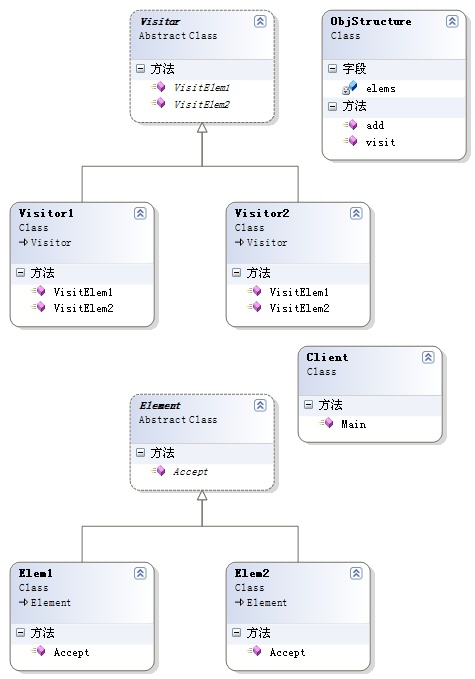 Visitor
Abstract Class
方法
VisitElem1
VisitElem2
ObjStructure
Class
字段
elems
方法
add
visit
Visitor1
Class
Visitor
方法
VisitElem1
VisitElem2
Visitor2
Class
Visitor
方法
VisitElem1
VisitElem2
Client
Class
方法
Main
Element
Abstract Class
方法
Accept
Elem1
Class
Element
方法
Accept
Elem2
Class
Element
方法
Accept